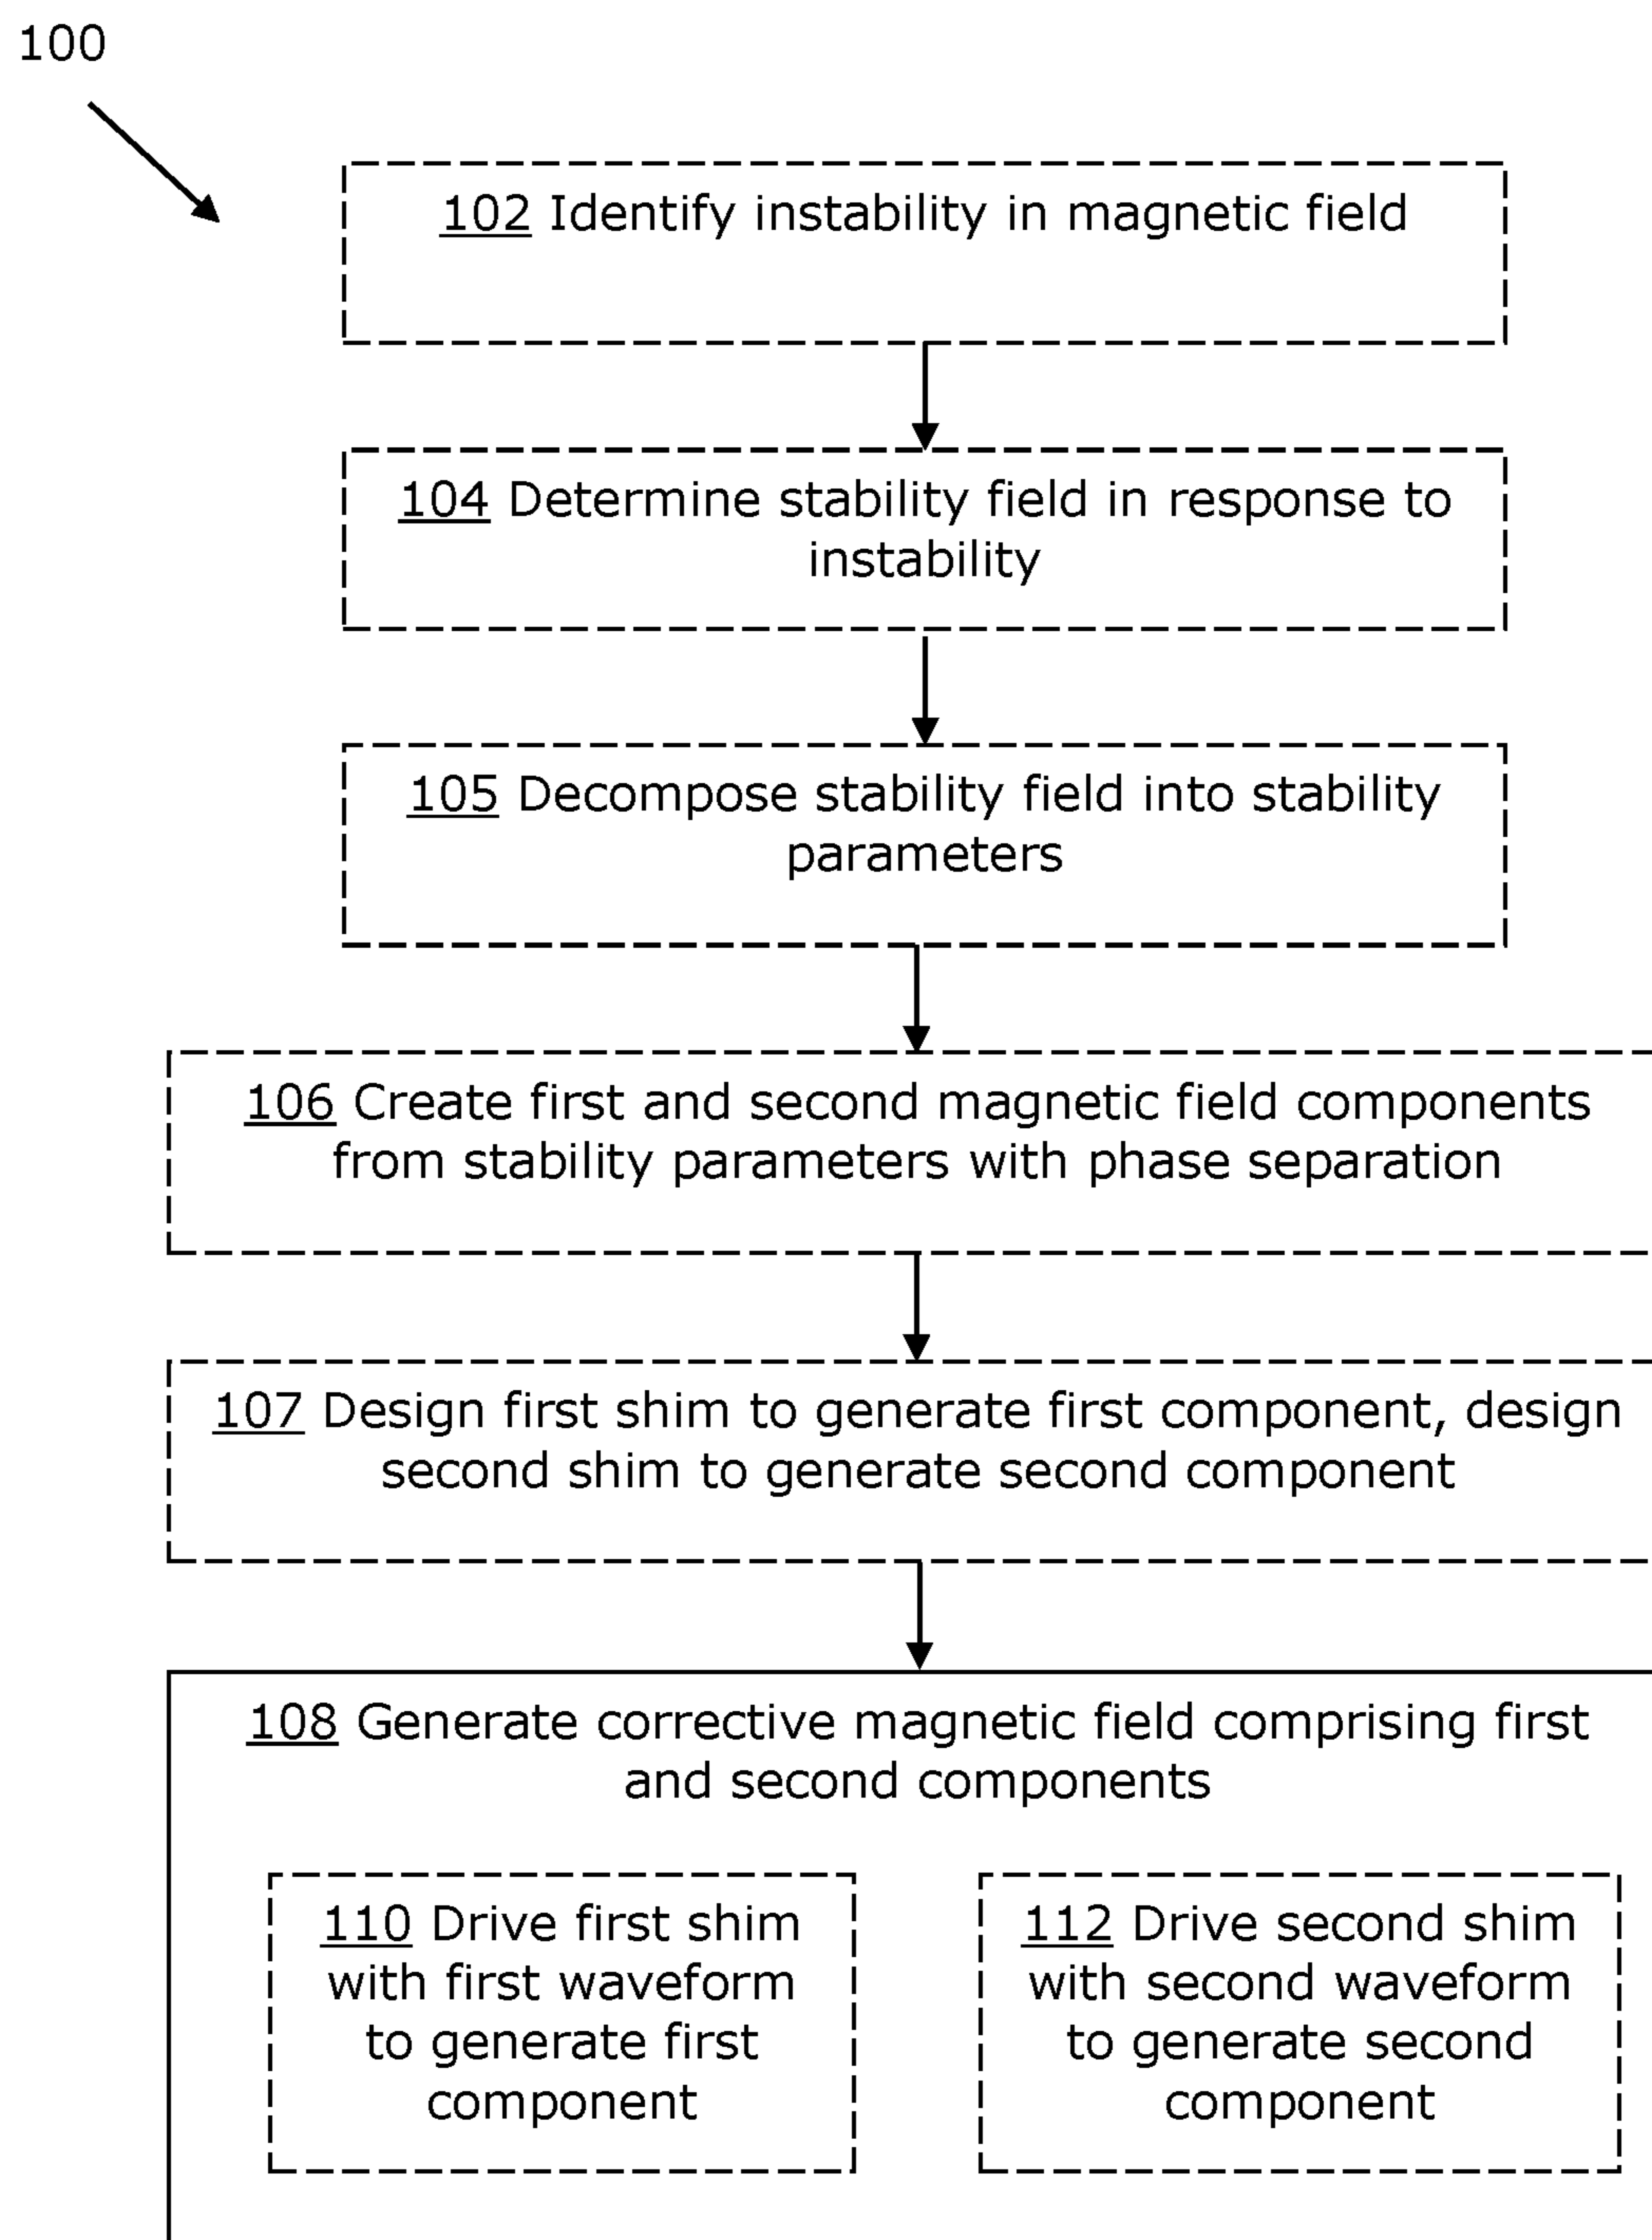 100
102 Identify instability in magnetic field
104 Determine stability field in response to
instability
105 Decompose stability field into stability
parameters
106 Create first and second magnetic field components
from stability parameters with phase separation
107 Design first shim to generate first component, design
second shim to generate second component
108 Generate corrective magnetic field comprising first
and second components
110 Drive first shim
with first waveform
to generate first
component
112 Drive second shim
with second waveform
to generate second
component